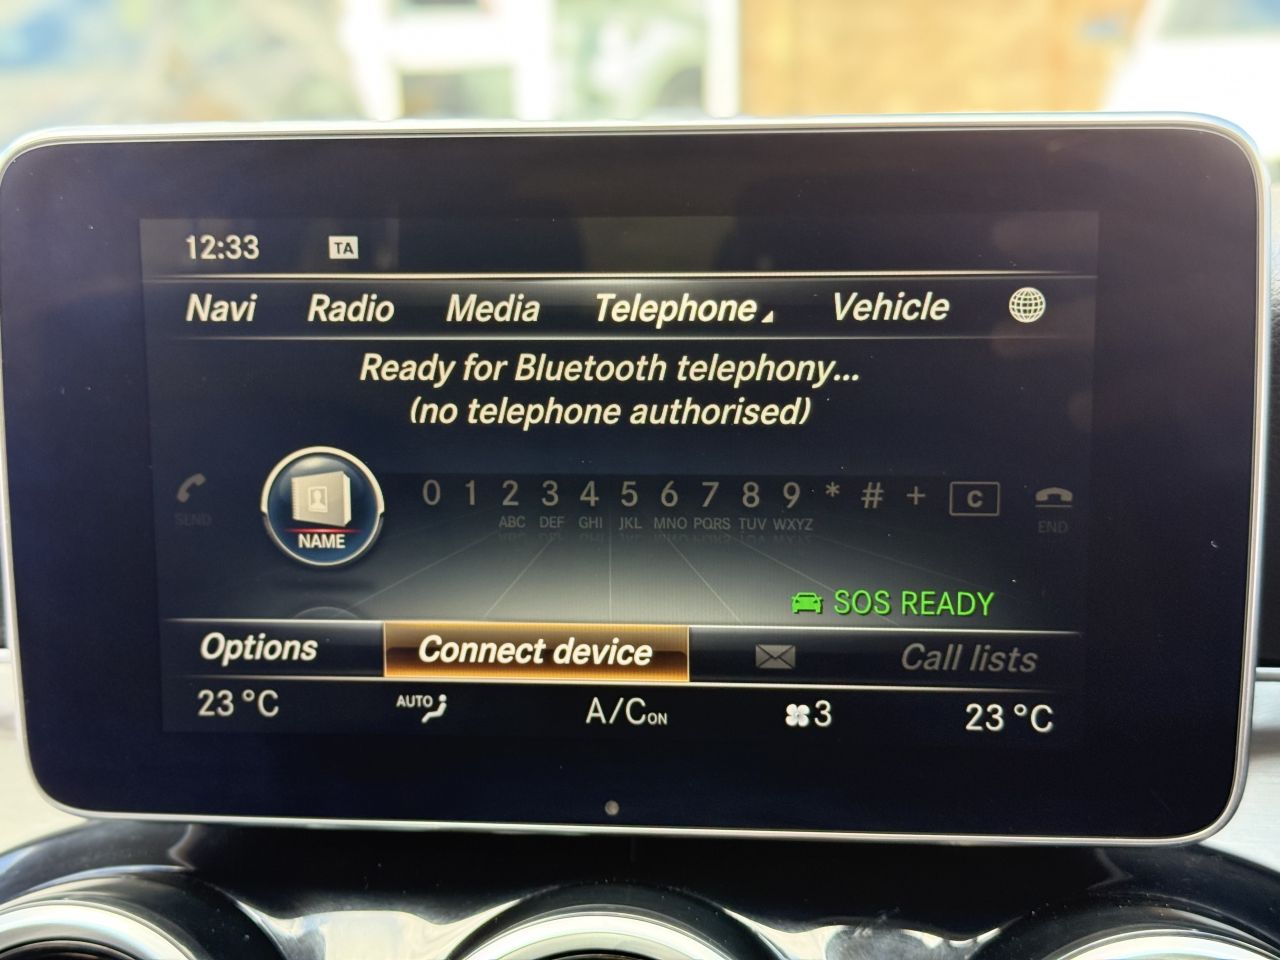 12:33 TA
Navi Radio Media Telephone Vehicle
Ready for Bluetooth telephony...
(no telephone authorised)
SEND NAME 0 1 2 3 4 5 6 7 8 9 * # + C END
ABC DEF GHI JKL MNO PQRS TUV WXYZ
SOS READY
Options Connect device Call lists
23 °C AUTO A/C ON 3 23 °C